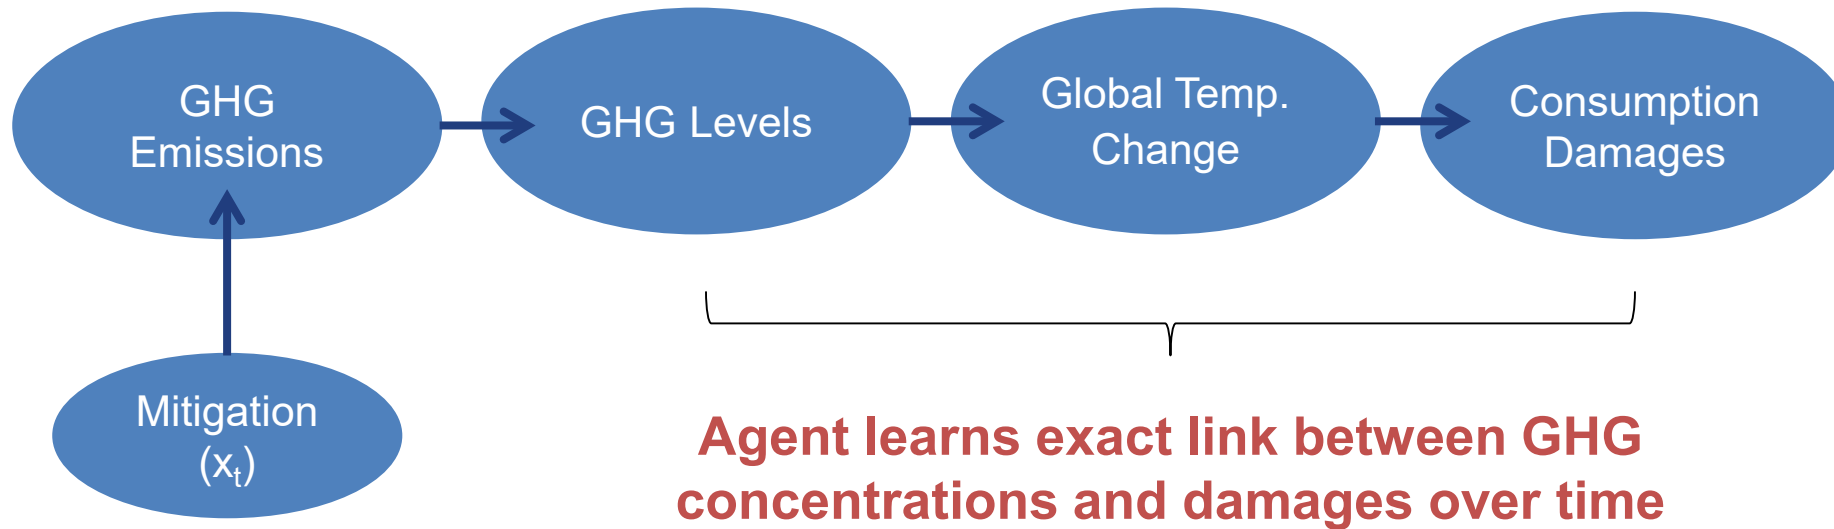 GHG
Emissions
GHG Levels
Global Temp.
Change
Consumption
Damages
Mitigation
(xt)
Agent learns exact link between GHG
concentrations and damages over time